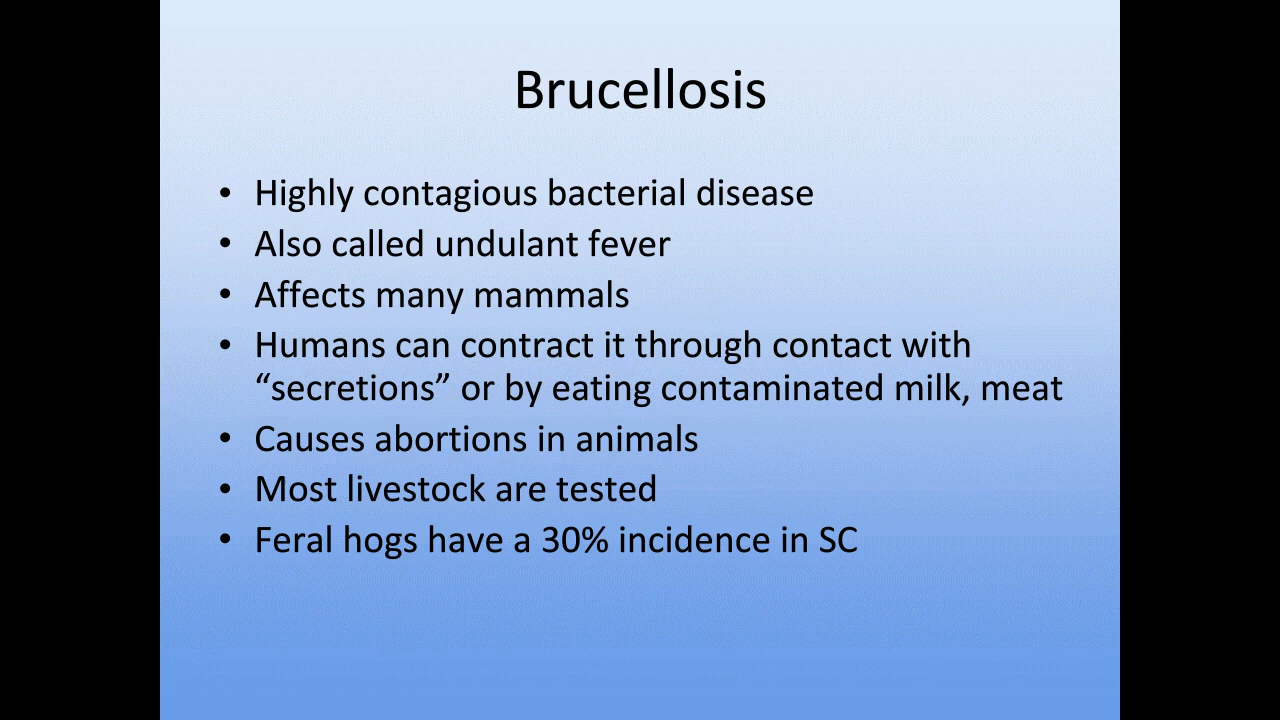 Brucellosis
• Highly contagious bacterial disease
• Also called undulant fever
• Affects many mammals
• Humans can contract it through contact with
“secretions” or by eating contaminated milk, meat
• Causes abortions in animals
• Most livestock are tested
• Feral hogs have a 30% incidence in SC